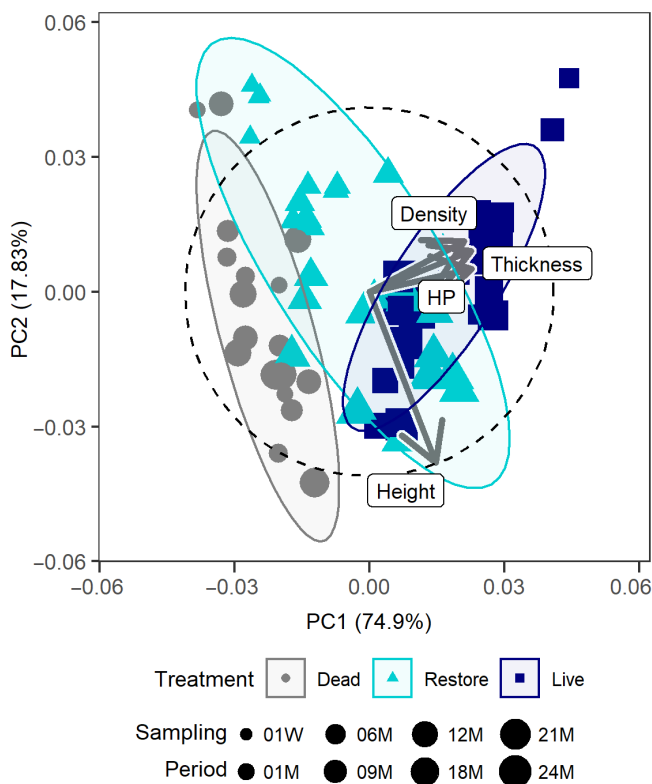 0.06
0.03
0.00
−0.03
−0.06
PC2 (17.83%)
Density
Thickness
HP
Height
−0.06 −0.03 0.00 0.03 0.06
PC1 (74.9%)
Treatment Dead Restore Live
Sampling 01W 06M 12M 21M
Period 01M 09M 18M 24M